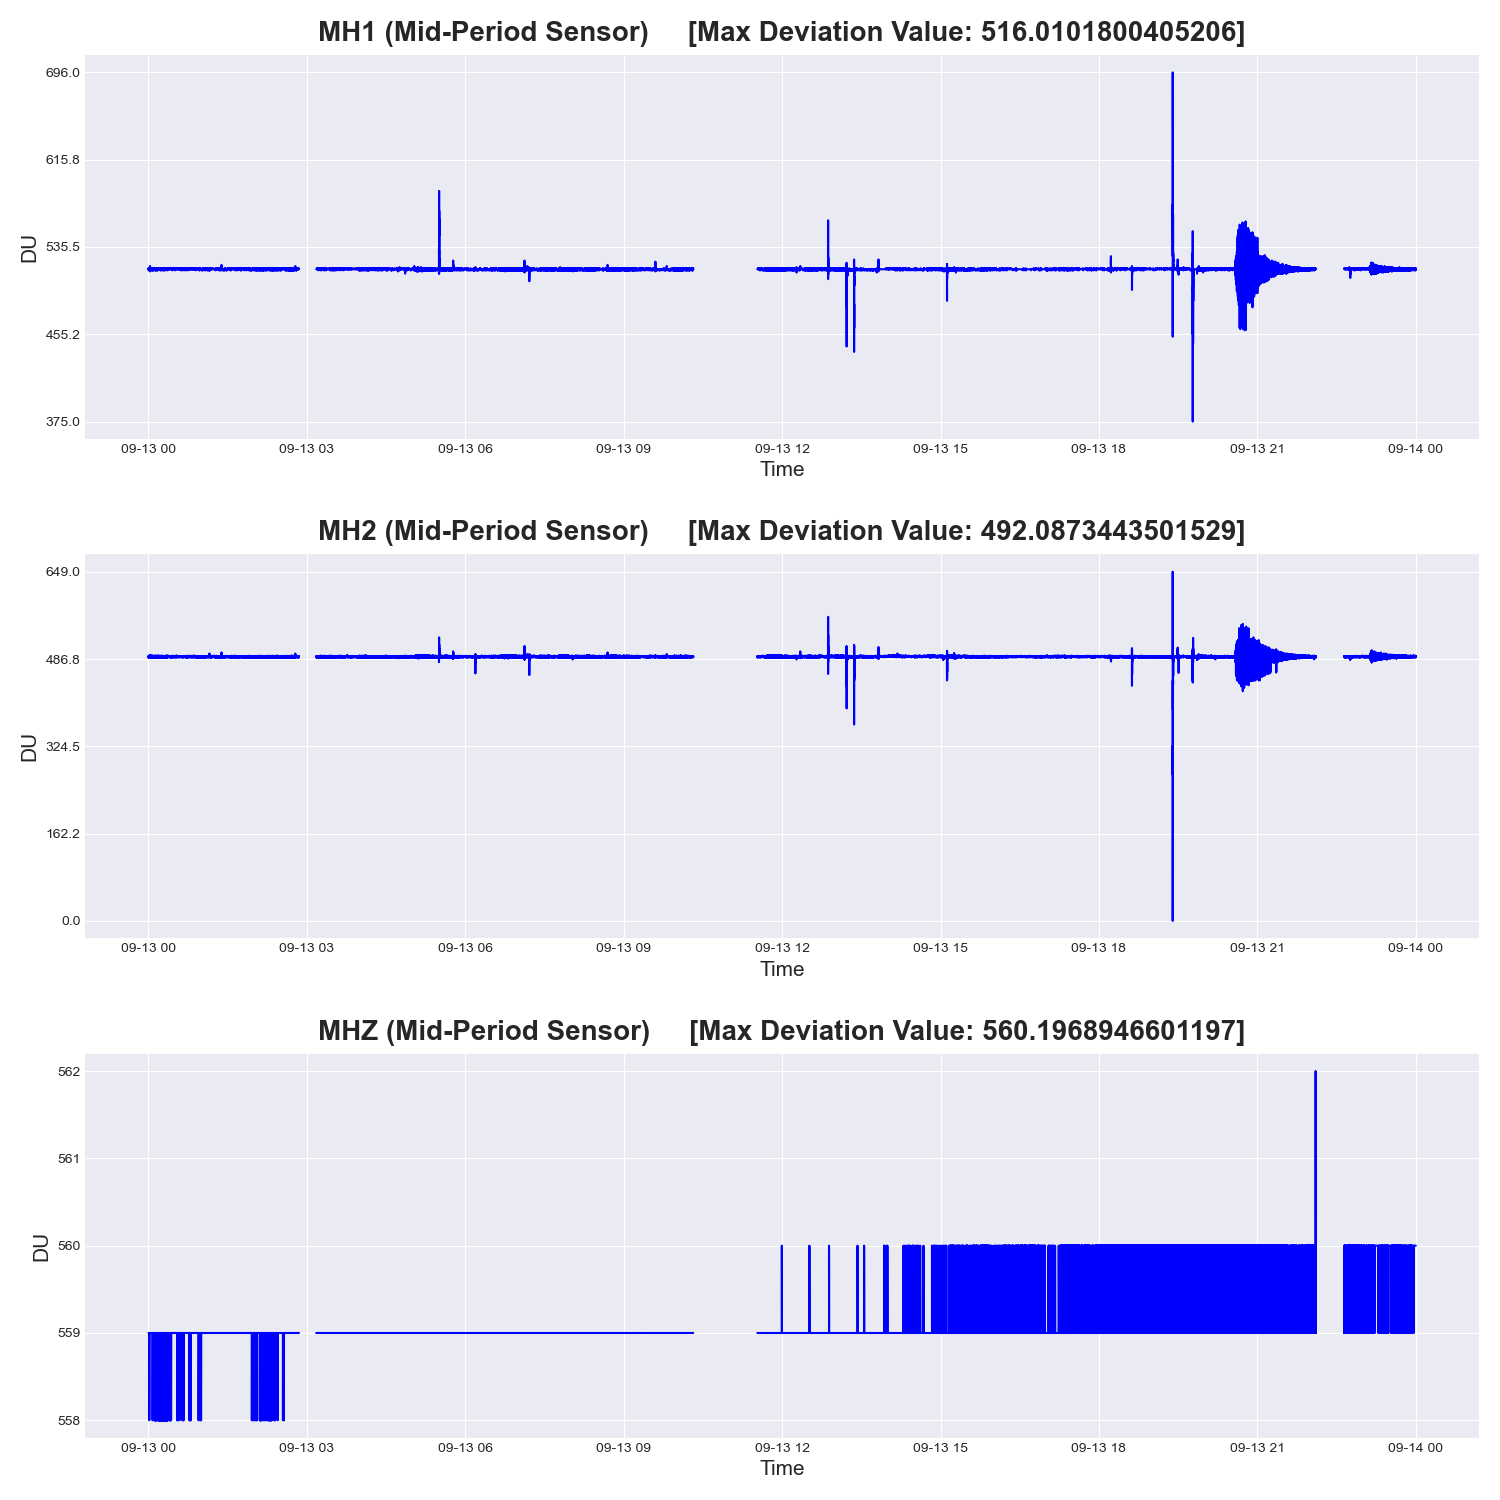 MH1 (Mid-Period Sensor)     [Max Deviation Value: 516.0101800405206]
696.0
615.8
535.5
455.2
375.0
DU
09-13 00 09-13 03 09-13 06 09-13 09 09-13 12 09-13 15 09-13 18 09-13 21 09-14 00
Time
MH2 (Mid-Period Sensor)     [Max Deviation Value: 492.0873443501529]
649.0
486.8
324.5
162.2
0.0
DU
09-13 00 09-13 03 09-13 06 09-13 09 09-13 12 09-13 15 09-13 18 09-13 21 09-14 00
Time
MHZ (Mid-Period Sensor)     [Max Deviation Value: 560.1968946601197]
562
561
560
559
558
DU
09-13 00 09-13 03 09-13 06 09-13 09 09-13 12 09-13 15 09-13 18 09-13 21 09-14 00
Time